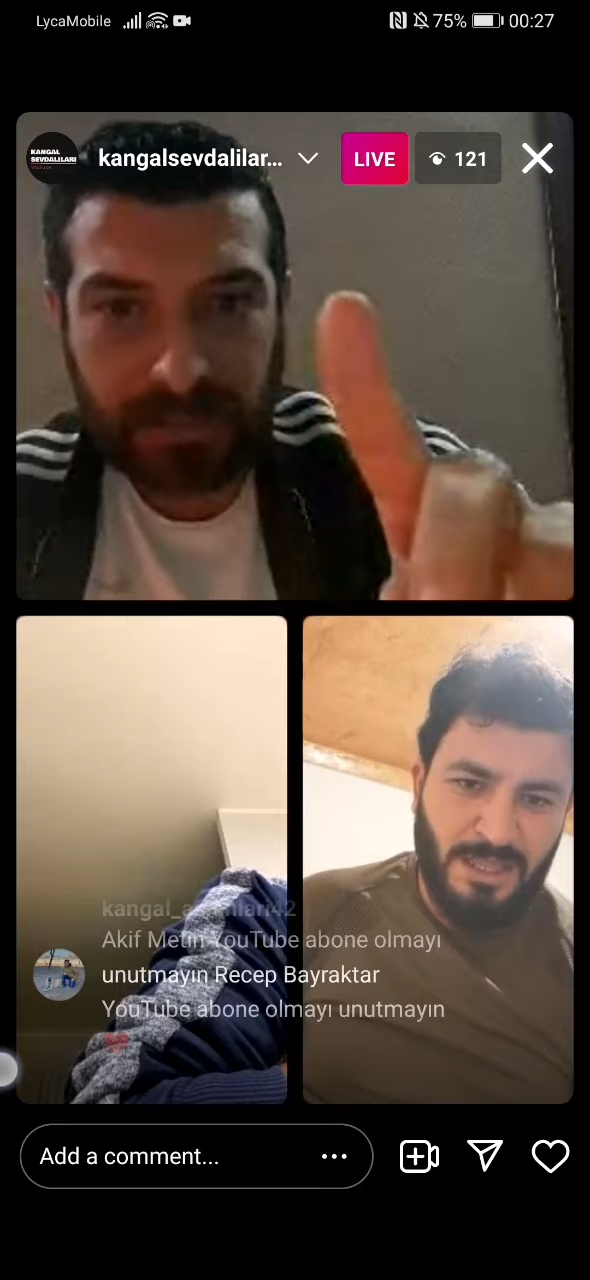 LycaMobile 75% 00:27
KANGAL
SEVDALILARI
YouTube
kangalsevdalilar... LIVE 121
Akif Metin YouTube abone olmayı
unutmayın Recep Bayraktar
YouTube abone olmayı unutmayın
Add a comment...